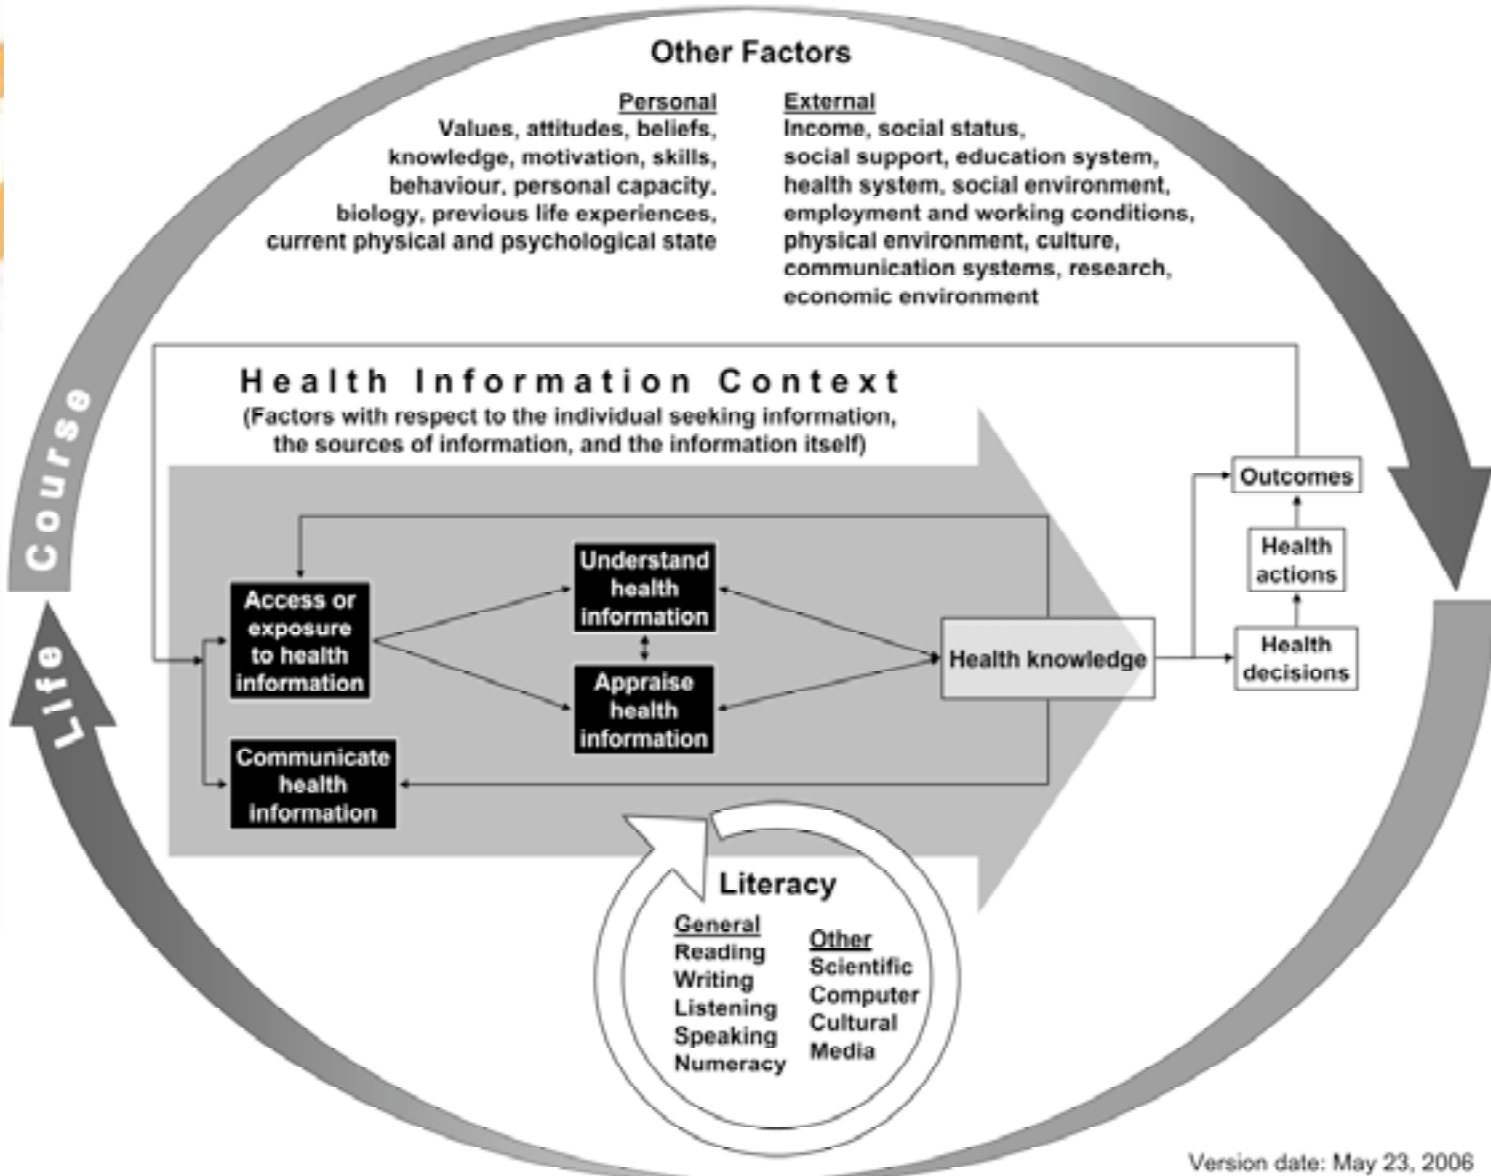 Other Factors
Personal
Values, attitudes, beliefs,
knowledge, motivation, skills,
behaviour, personal capacity,
biology, previous life experiences,
current physical and psychological state
External
Income, social status,
social support, education system,
health system, social environment,
employment and working conditions,
physical environment, culture,
communication systems, research,
economic environment
Life Course
Health Information Context
(Factors with respect to the individual seeking information,
the sources of information, and the information itself)
Access or
exposure
to health
information
Understand
health
information
Appraise
health
information
Communicate
health
information
Health knowledge
Outcomes
Health
actions
Health
decisions
Literacy
General
Reading
Writing
Listening
Speaking
Numeracy
Other
Scientific
Computer
Cultural
Media
Version date: May 23, 2006